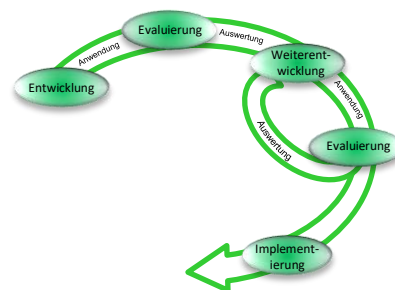 Entwicklung
Anwendung
Evaluierung
Auswertung
Weiterent-
wicklung
Anwendung
Auswertung
Evaluierung
Implement-
ierung